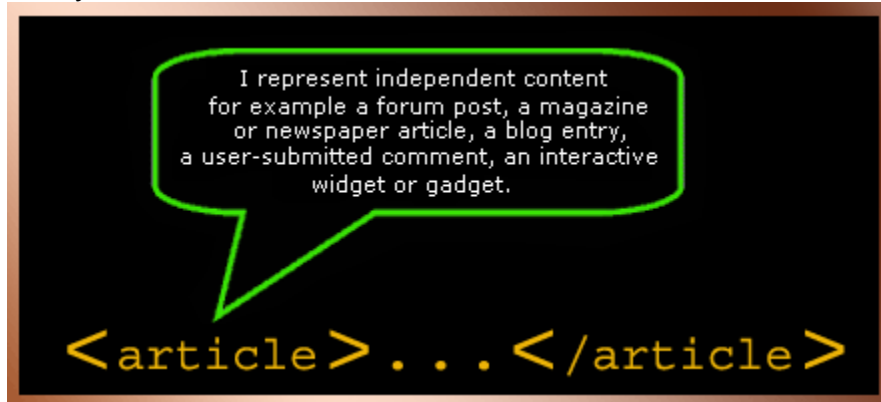 I represent independent content
for example a forum post, a magazine
or newspaper article, a blog entry,
a user-submitted comment, an interactive
widget or gadget.
<article>...</article>